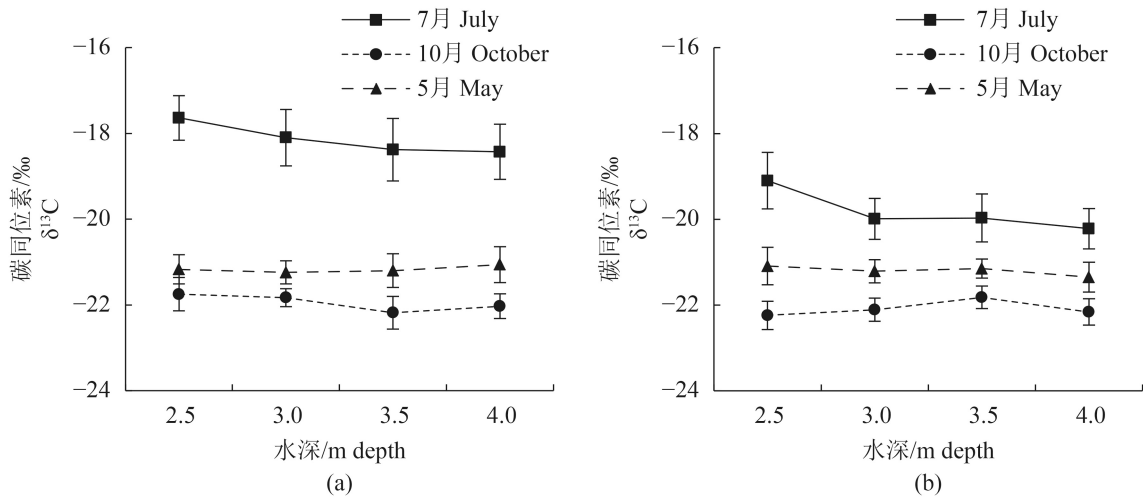 7月 July
10月 October
5月 May
−16
−18
−20
−22
−24
碳同位素/‰
δ¹³C
2.5 3.0 3.5 4.0
水深/m depth
(a)
7月 July
10月 October
5月 May
−16
−18
−20
−22
−24
碳同位素/‰
δ¹³C
2.5 3.0 3.5 4.0
水深/m depth
(b)